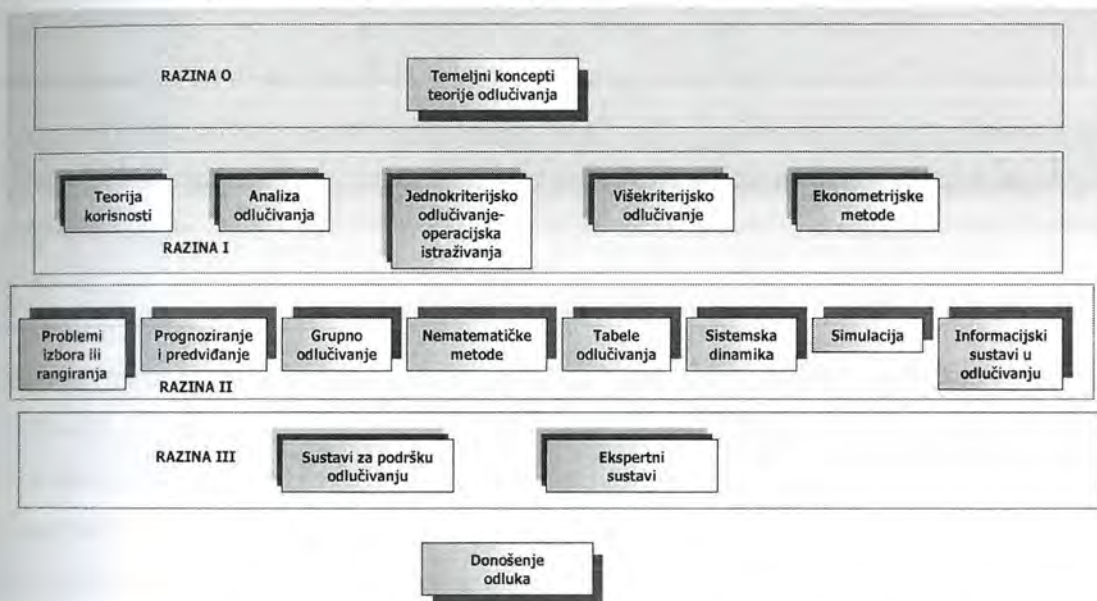 RAZINA O
Temeljni koncepti
teorije odlučivanja
Teorija
korisnosti
Analiza
odlučivanja
Jednokriterijsko
odlučivanje-
operacijska
istraživanja
Višekriterijsko
odlučivanje
Ekonometrijske
metode
RAZINA I
Problemi
izbora ili
rangiranja
Prognoziranje
i predviđanje
Grupno
odlučivanje
Nematematičke
metode
Tabele
odlučivanja
Sistemska
dinamika
Simulacija
Informacijski
sustavi u
odlučivanju
RAZINA II
RAZINA III
Sustavi za podršku
odlučivanju
Ekspertni
sustavi
Donošenje
odluka